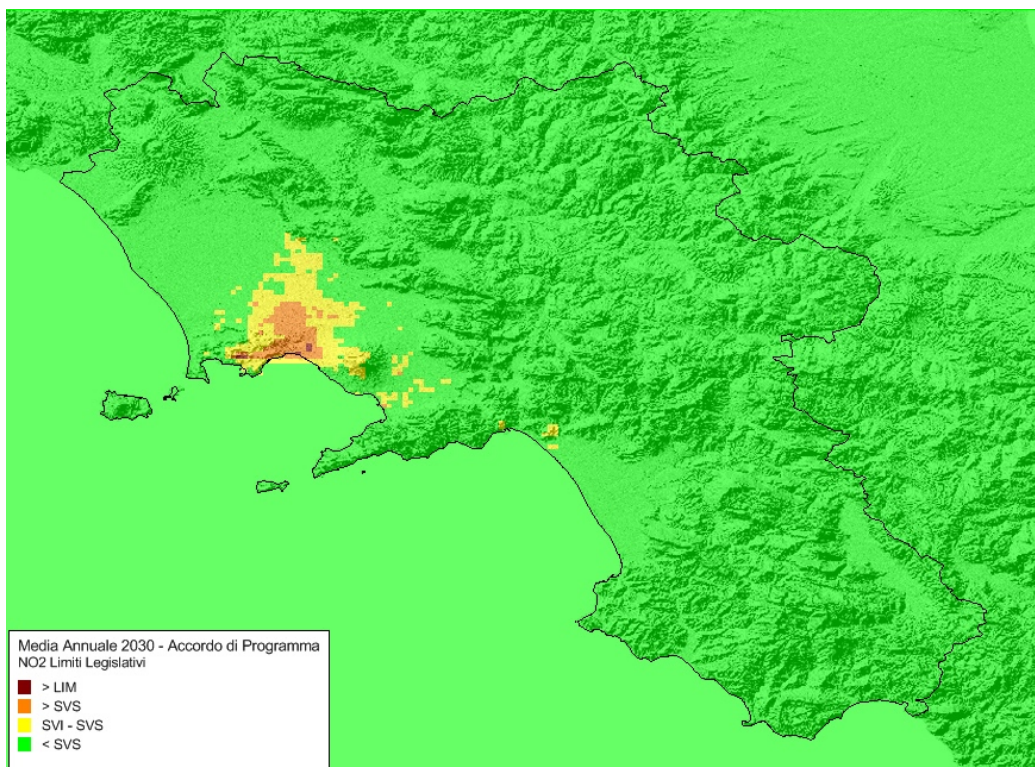 Media Annuale 2030 - Accordo di Programma
NO2 Limiti Legislativi
> LIM
> SVS
SVI - SVS
< SVS